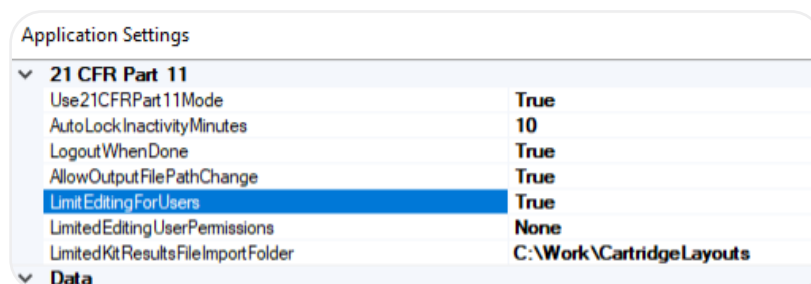 Application Settings
21 CFR Part 11
Use21CFRPart11Mode True
AutoLockInactivityMinutes 10
LogoutWhenDone True
AllowOutputFilePathChange True
LimitEditingForUsers True
LimitedEditingUserPermissions None
LimitedKitResultsFileImportFolder C:\Work\CartridgeLayouts
Data